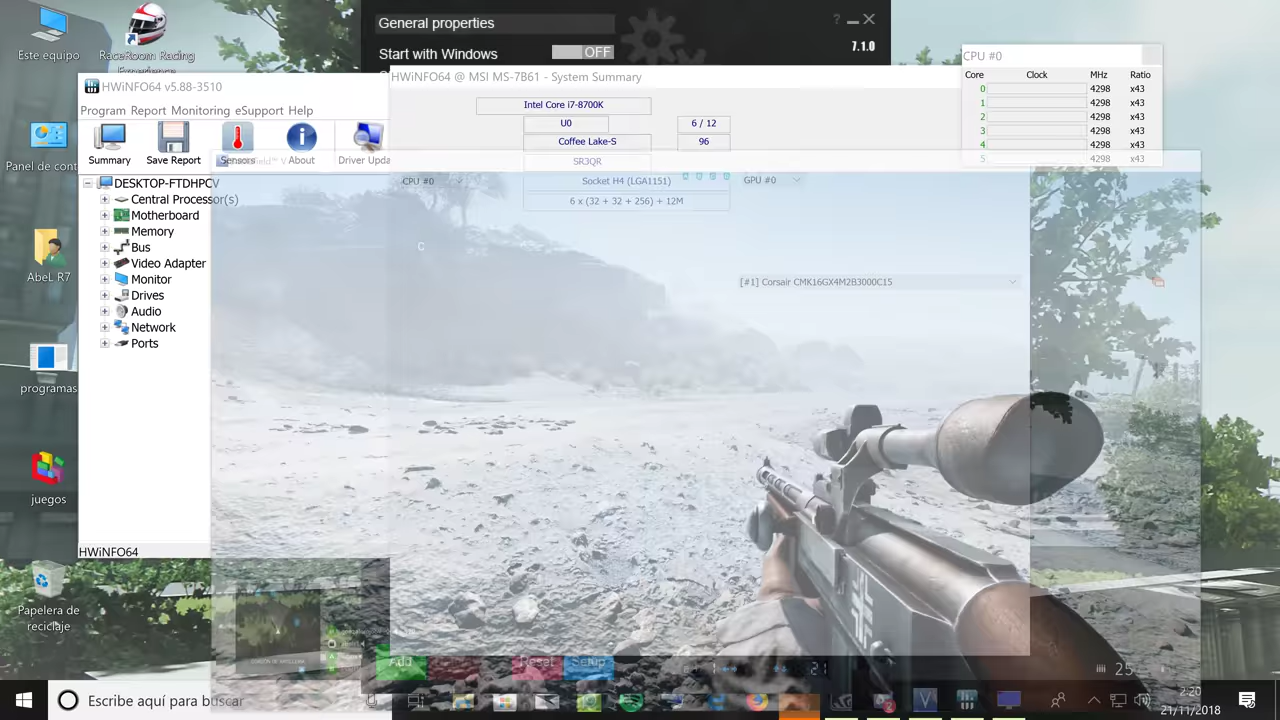 General properties
?
7.1.0
Start with Windows
OFF
Este equipo
RaceRoom Racing
Experience
HWiNFO64 @ MSI MS-7B61 - System Summary
CPU #0
Core Clock MHz Ratio
0 4298 x43
1 4298 x43
2 4298 x43
3 4298 x43
4 4298 x43
5 4298 x43
HWiNFO64 v5.88-3510
Program Report Monitoring eSupport Help
Summary
Save Report
Sensors
About
Driver Upda
Intel Core i7-8700K
U0
6 / 12
Coffee Lake-S
96
SR3QR
Socket H4 (LGA1151)
6 x (32 + 32 + 256) + 12M
CPU #0
GPU #0
[#1] Corsair CMK16GX4M2B3000C15
C
DESKTOP-FTDHPCV
Central Processor(s)
Motherboard
Memory
Bus
Video Adapter
Monitor
Drives
Audio
Network
Ports
HWiNFO64
Panel de cont
AbeL R7
programas
juegos
Papelera de
reciclaje
Add
Reset
Setup
21
25
Escribe aquí para buscar
2
2:20
21/11/2018